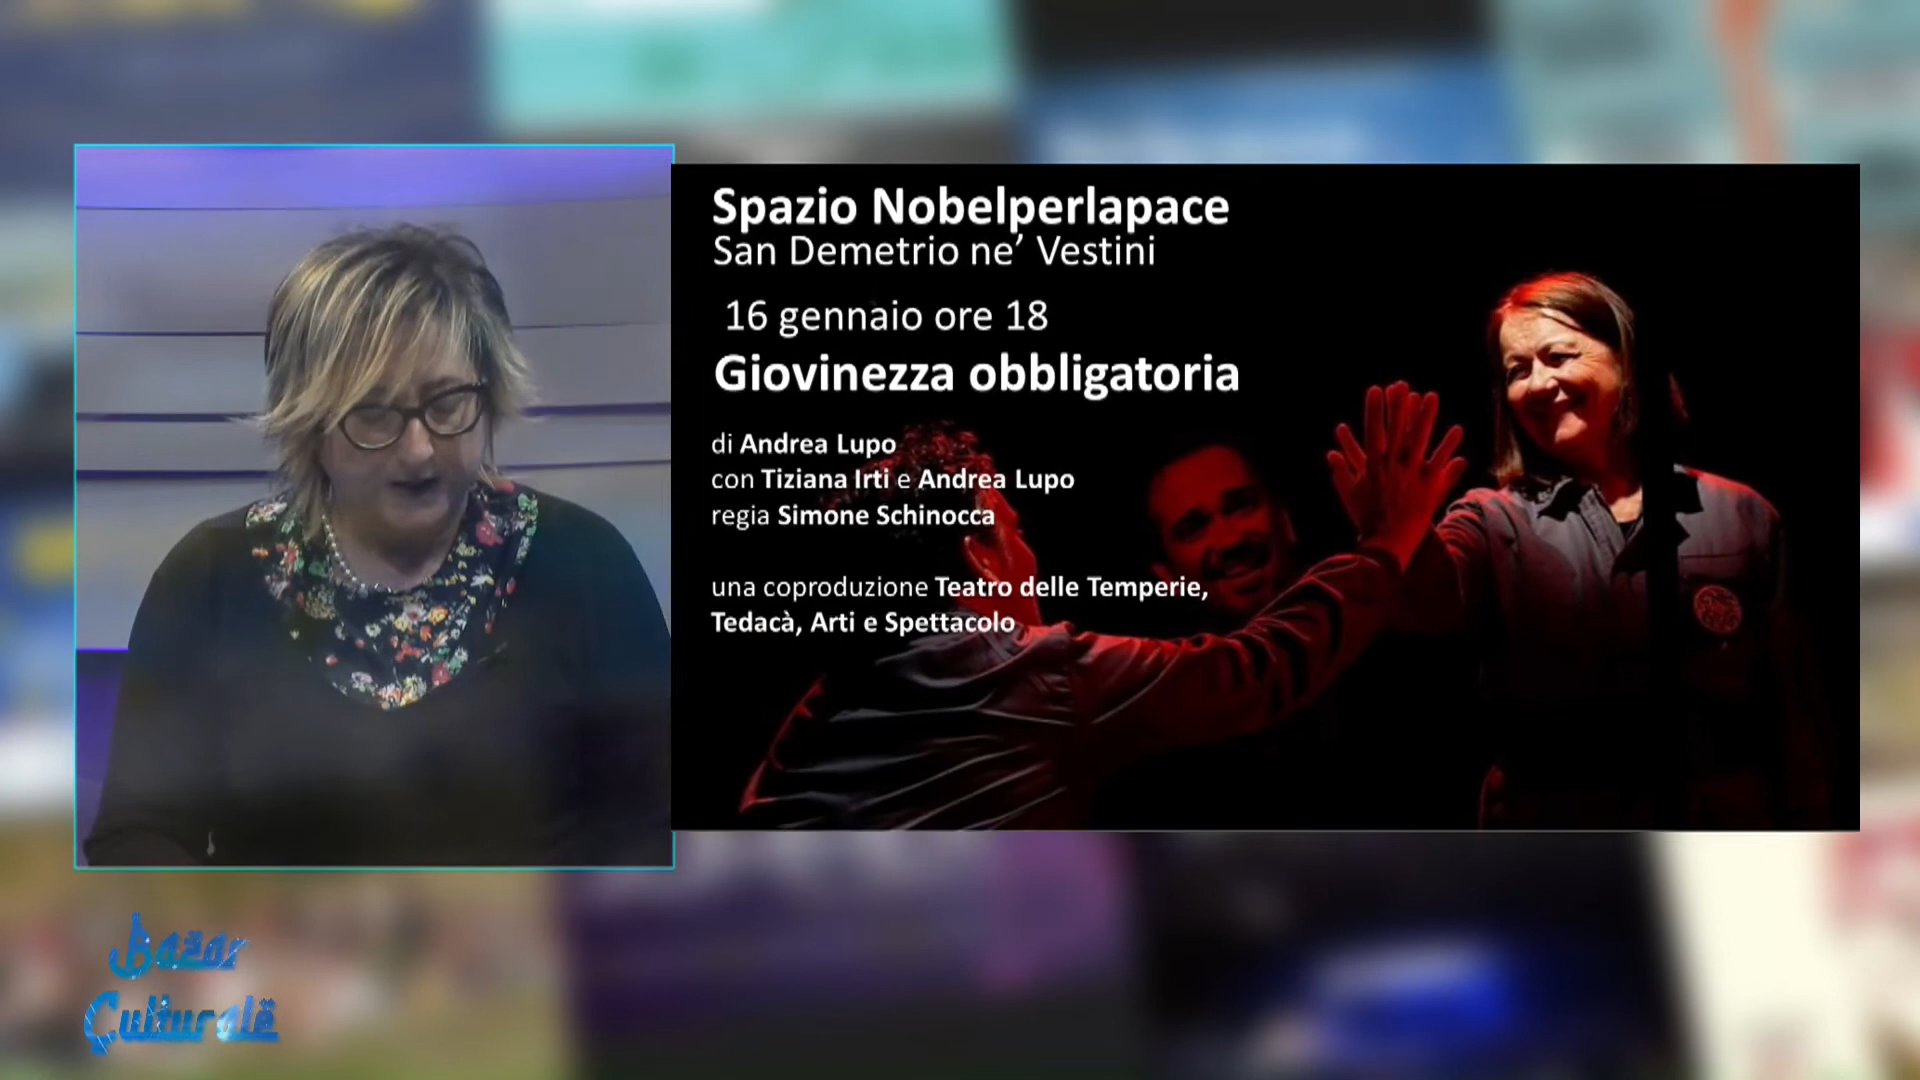 Spazio Nobelperlapace
San Demetrio ne’ Vestini
16 gennaio ore 18
Giovinezza obbligatoria
di Andrea Lupo
con Tiziana Irti e Andrea Lupo
regia Simone Schinocca
una coproduzione Teatro delle Temperie,
Tedacà, Arti e Spettacolo
Bazar
Culturale